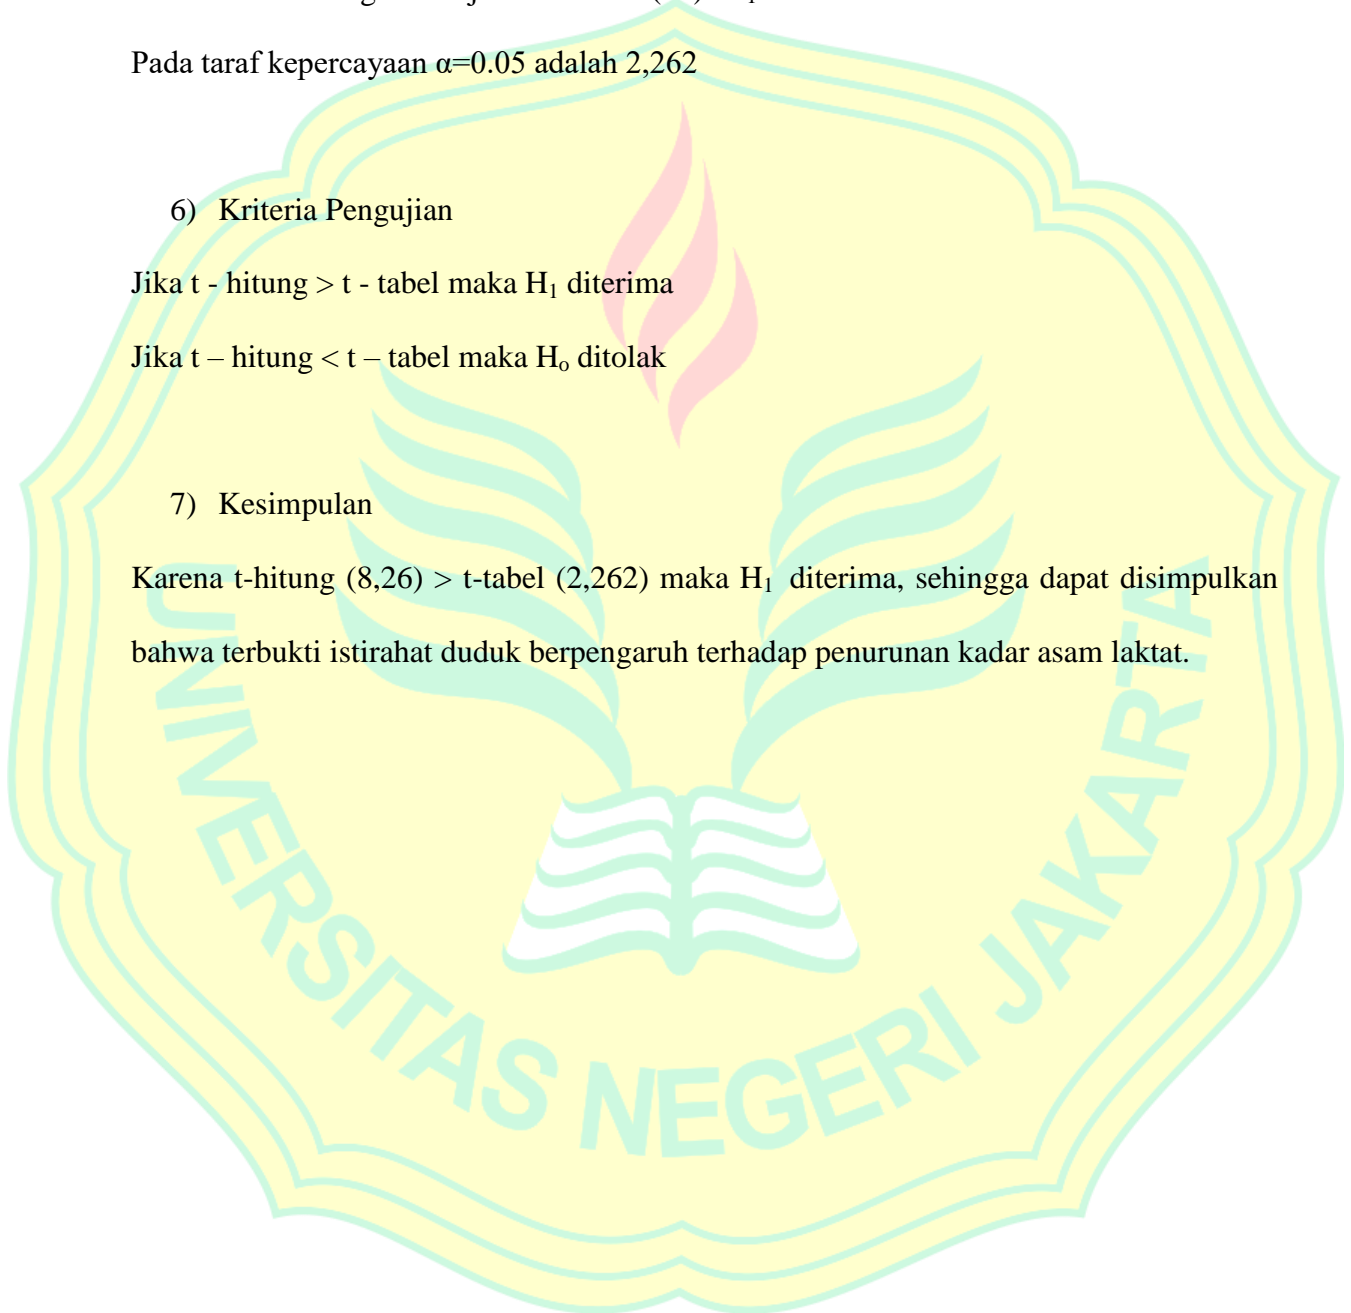 Pada taraf kepercayaan α=0.05 adalah 2,262
6) Kriteria Pengujian
Jika t - hitung > t - tabel maka H₁ diterima
Jika t – hitung < t – tabel maka Hₒ ditolak
7) Kesimpulan
Karena t-hitung (8,26) > t-tabel (2,262) maka H₁ diterima, sehingga dapat disimpulkan
bahwa terbukti istirahat duduk berpengaruh terhadap penurunan kadar asam laktat.
UNIVERSITAS NEGERI JAKARTA